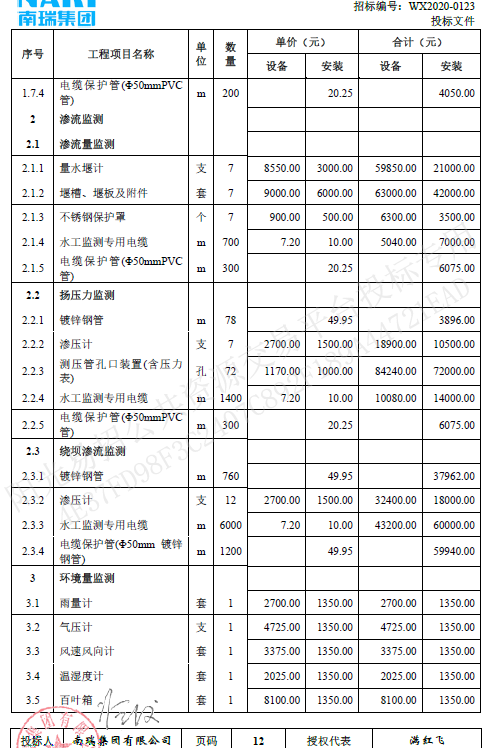 NARI 招标编号：WX2020-0123
南瑞集团 投标文件
序号 工程项目名称 单位 数量 单价（元） 合计（元）
设备 安装 设备 安装
1.7.4 电缆保护管(Φ50mmPVC管) m 200 20.25 4050.00
2 渗流监测
2.1 渗流量监测
2.1.1 量水堰计 支 7 8550.00 3000.00 59850.00 21000.00
2.1.2 堰槽、堰板及附件 套 7 9000.00 6000.00 63000.00 42000.00
2.1.3 不锈钢保护罩 个 7 900.00 500.00 6300.00 3500.00
2.1.4 水工监测专用电缆 m 700 7.20 10.00 5040.00 7000.00
2.1.5 电缆保护管(Φ50mmPVC管) m 300 20.25 6075.00
2.2 扬压力监测
2.2.1 镀锌钢管 m 78 49.95 3896.00
2.2.2 渗压计 支 7 2700.00 1500.00 18900.00 10500.00
2.2.3 测压管孔口装置(含压力表) 孔 72 1170.00 1000.00 84240.00 72000.00
2.2.4 水工监测专用电缆 m 1400 7.20 10.00 10080.00 14000.00
2.2.5 电缆保护管(Φ50mmPVC管) m 300 20.25 6075.00
2.3 绕坝渗流监测
2.3.1 镀锌钢管 m 760 49.95 37962.00
2.3.2 渗压计 支 12 2700.00 1500.00 32400.00 18000.00
2.3.3 水工监测专用电缆 m 6000 7.20 10.00 43200.00 60000.00
2.3.4 电缆保护管(Φ50mm 镀锌钢管) m 1200 49.95 59940.00
3 环境量监测
3.1 雨量计 套 1 2700.00 1350.00 2700.00 1350.00
3.2 气压计 支 1 4725.00 1350.00 4725.00 1350.00
3.3 风速风向计 套 1 3375.00 1350.00 3375.00 1350.00
3.4 温湿度计 套 1 2025.00 1350.00 2025.00 1350.00
3.5 百叶箱 套 1 8100.00 1350.00 8100.00 1350.00
投标人 南瑞集团有限公司 页码 12 授权代表 满红飞